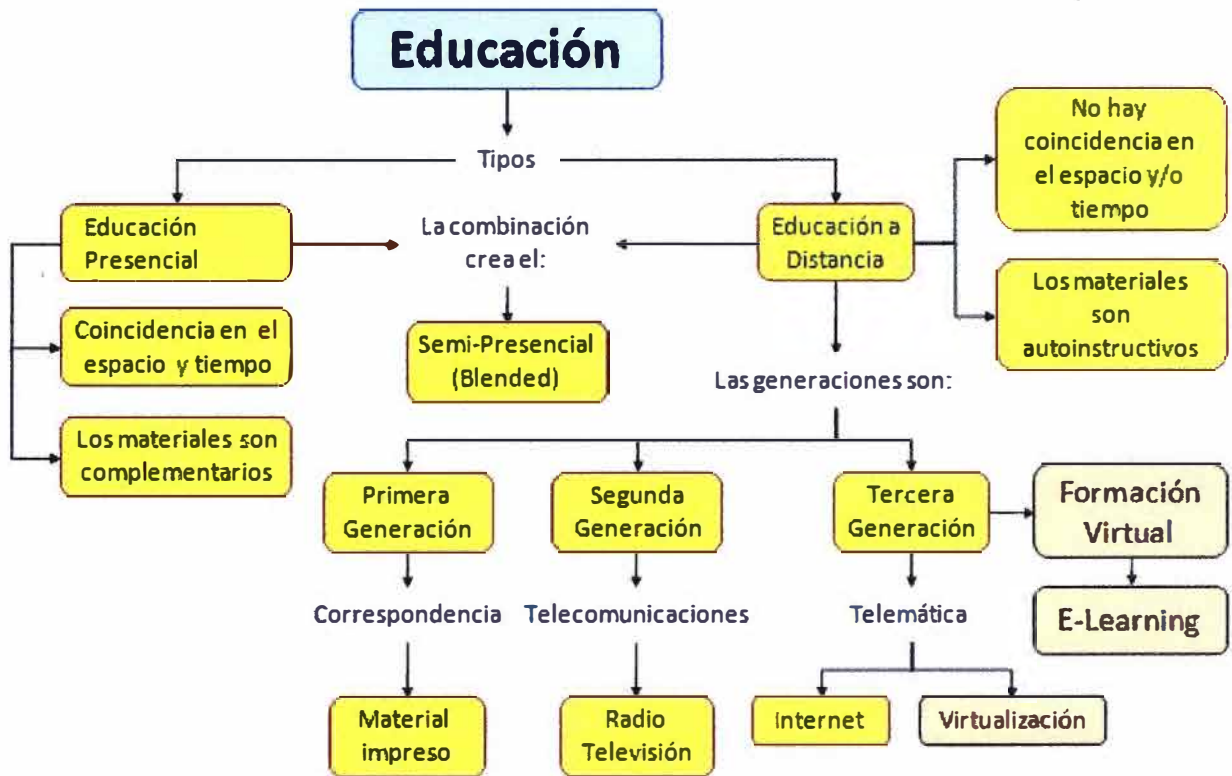 Educación
Tipos
Educación
Presencial
Coincidencia en el
espacio y tiempo
Los materiales son
complementarios
La combinación
crea el:
Semi-Presencial
(Blended)
Educación a
Distancia
No hay
coincidencia en
el espacio y/o
tiempo
Los materiales
son
autoinstructivos
Las generaciones son:
Primera
Generación
Correspondencia
Material
impreso
Segunda
Generación
Telecomunicaciones
Radio
Televisión
Tercera
Generación
Telemática
Internet
Virtualización
Formación
Virtual
E-Learning